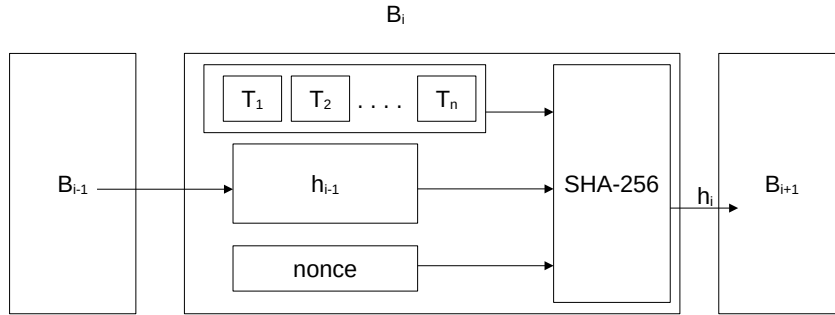 Bi
T1 T2 . . . . Tn
Bi-1
hi-1
SHA-256
hi
Bi+1
nonce